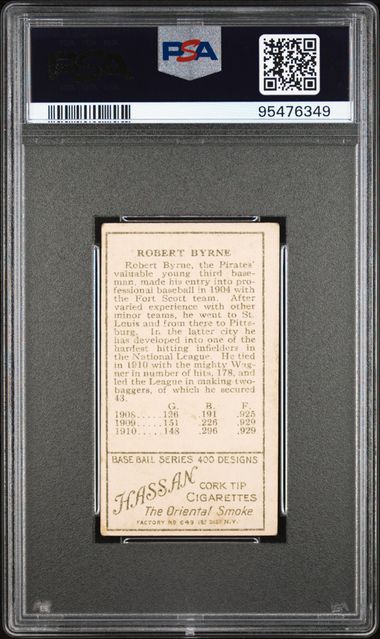 PSA
PSA
95476349
ROBERT BYRNE
Robert Byrne, the Pirates'
valuable young third base-
man, made his entry into pro-
fessional baseball in 1904 with
the Fort Scott team. After
varied experience with other
minor teams, he went to St.
Louis and from there to Pitts-
burg. In the latter city he
has developed into one of the
hardest hitting infielders in
the National League. He tied
in 1910 with the mighty Wag-
ner in number of hits, 178, and
led the League in making two-
baggers, of which he secured
43.
G. B. F.
1908.....126 .191 .925
1909.....151 .226 .929
1910.....148 .296 .929
BASE BALL SERIES 400 DESIGNS
HASSAN
CORK TIP
CIGARETTES
The Oriental Smoke
FACTORY NO 649 1ST DIST N.Y.